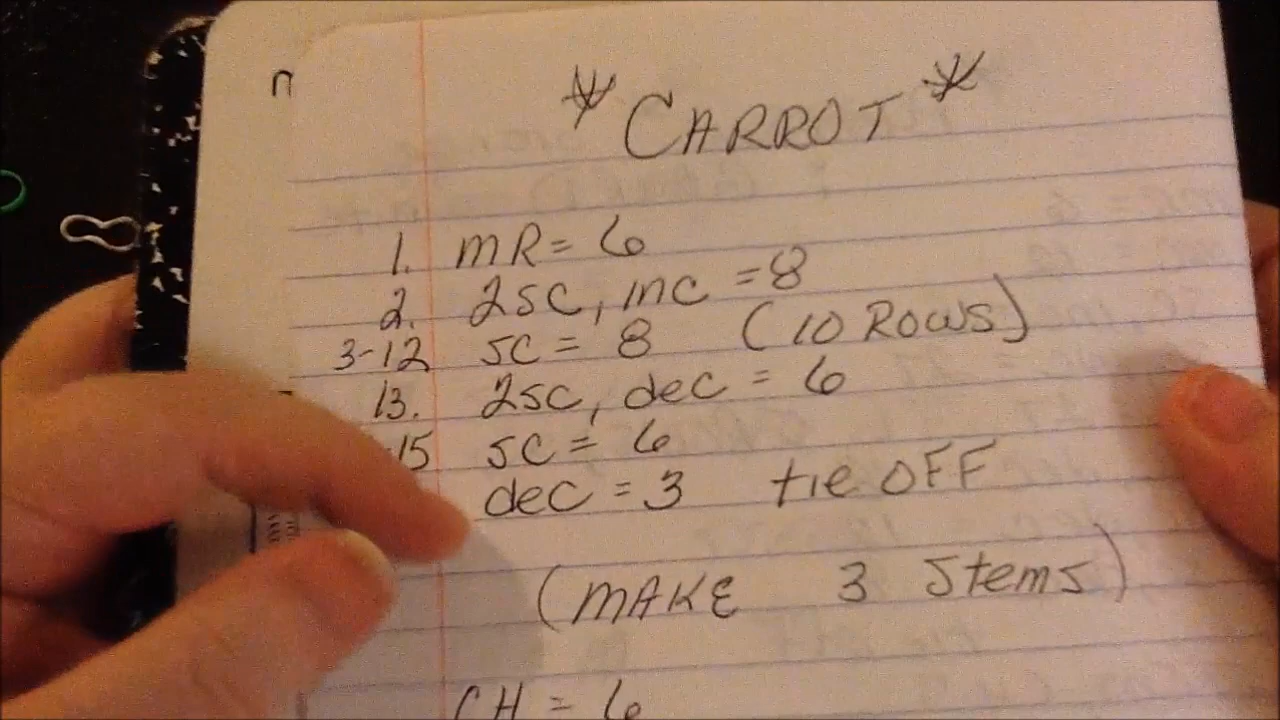 *CARROT*
1. MR = 6
2. 2SC, inc = 8
3-12 SC = 8 (10 ROWS)
13. 2SC, dec = 6
-15 SC = 6
dec = 3 tie OFF
(MAKE 3 Stems)
CH = 6